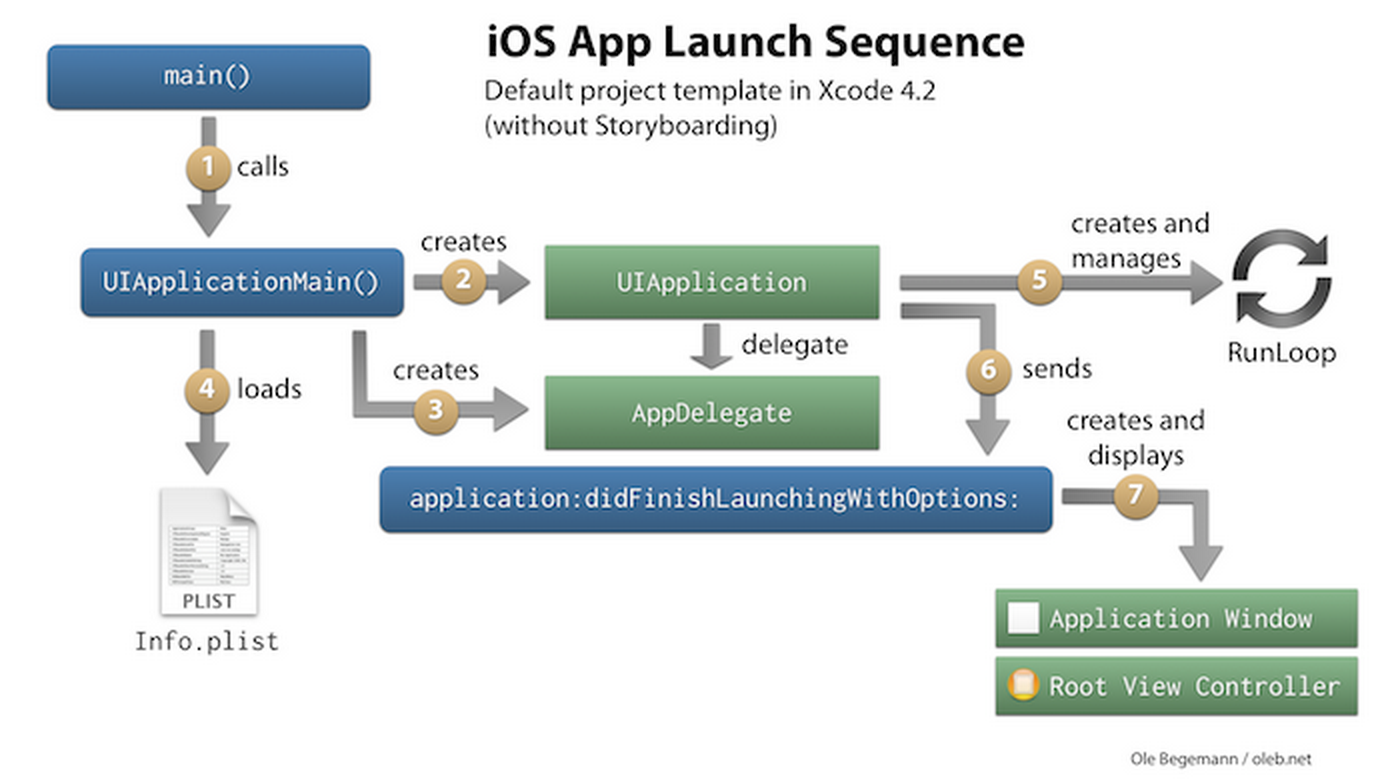 iOS App Launch Sequence
Default project template in Xcode 4.2
(without Storyboarding)
main()
1
calls
UIApplicationMain()
creates
2
UIApplication
creates and
manages
5
RunLoop
delegate
creates
3
AppDelegate
4
loads
6
sends
application:didFinishLaunchingWithOptions:
creates and
displays
7
PLIST
Info.plist
Application Window
Root View Controller
Ole Begemann / oleb.net